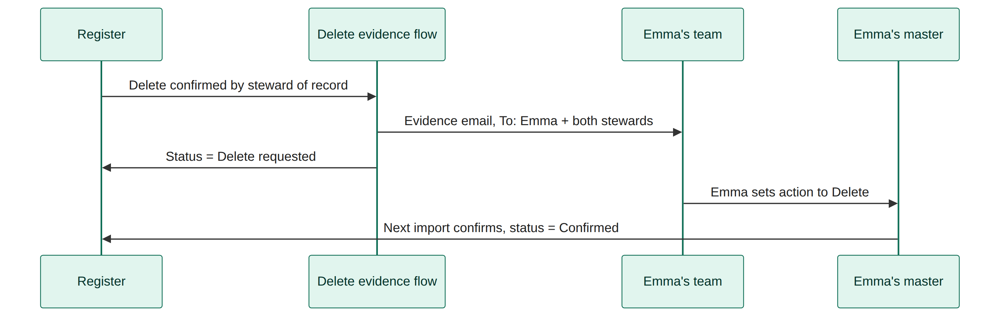 Register
Delete evidence flow
Emma's team
Emma's master
Delete confirmed by steward of record
Evidence email, To: Emma + both stewards
Status = Delete requested
Emma sets action to Delete
Next import confirms, status = Confirmed
Register
Delete evidence flow
Emma's team
Emma's master